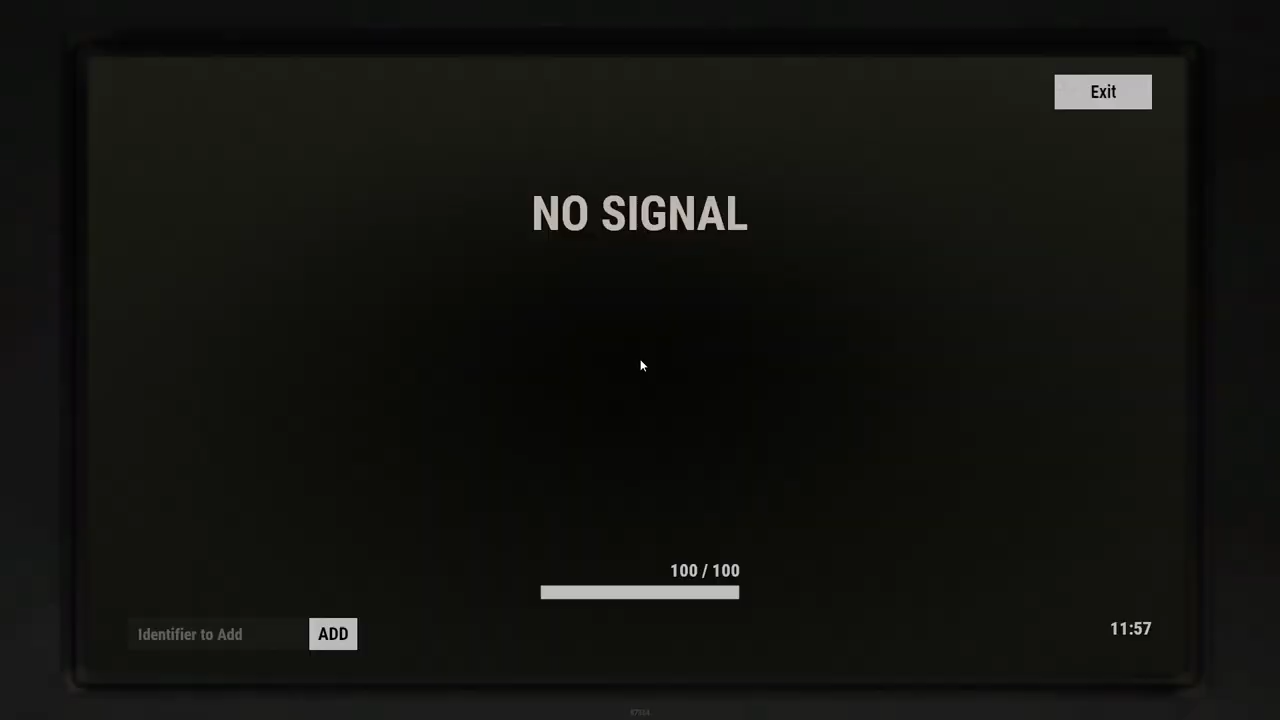 Exit
NO SIGNAL
100 / 100
Identifier to Add
ADD
11:57